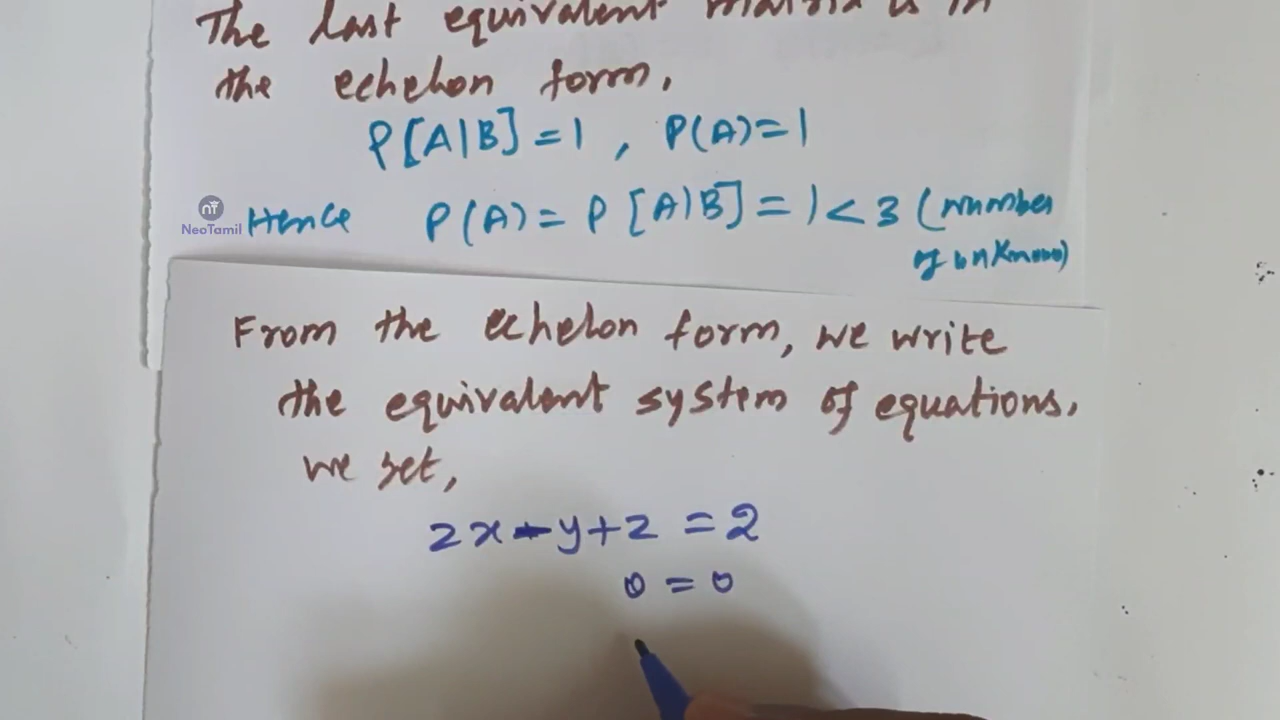 The last equivalent matrix is in
the echelon form.
ρ[A|B] = 1 , ρ(A) = 1
NeoTamil
Hence ρ(A) = ρ [A|B] = 1 < 3 (number
of unknowns)
From the echelon form, we write
the equivalent system of equations.
we get,
2x - y + z = 2
0 = 0